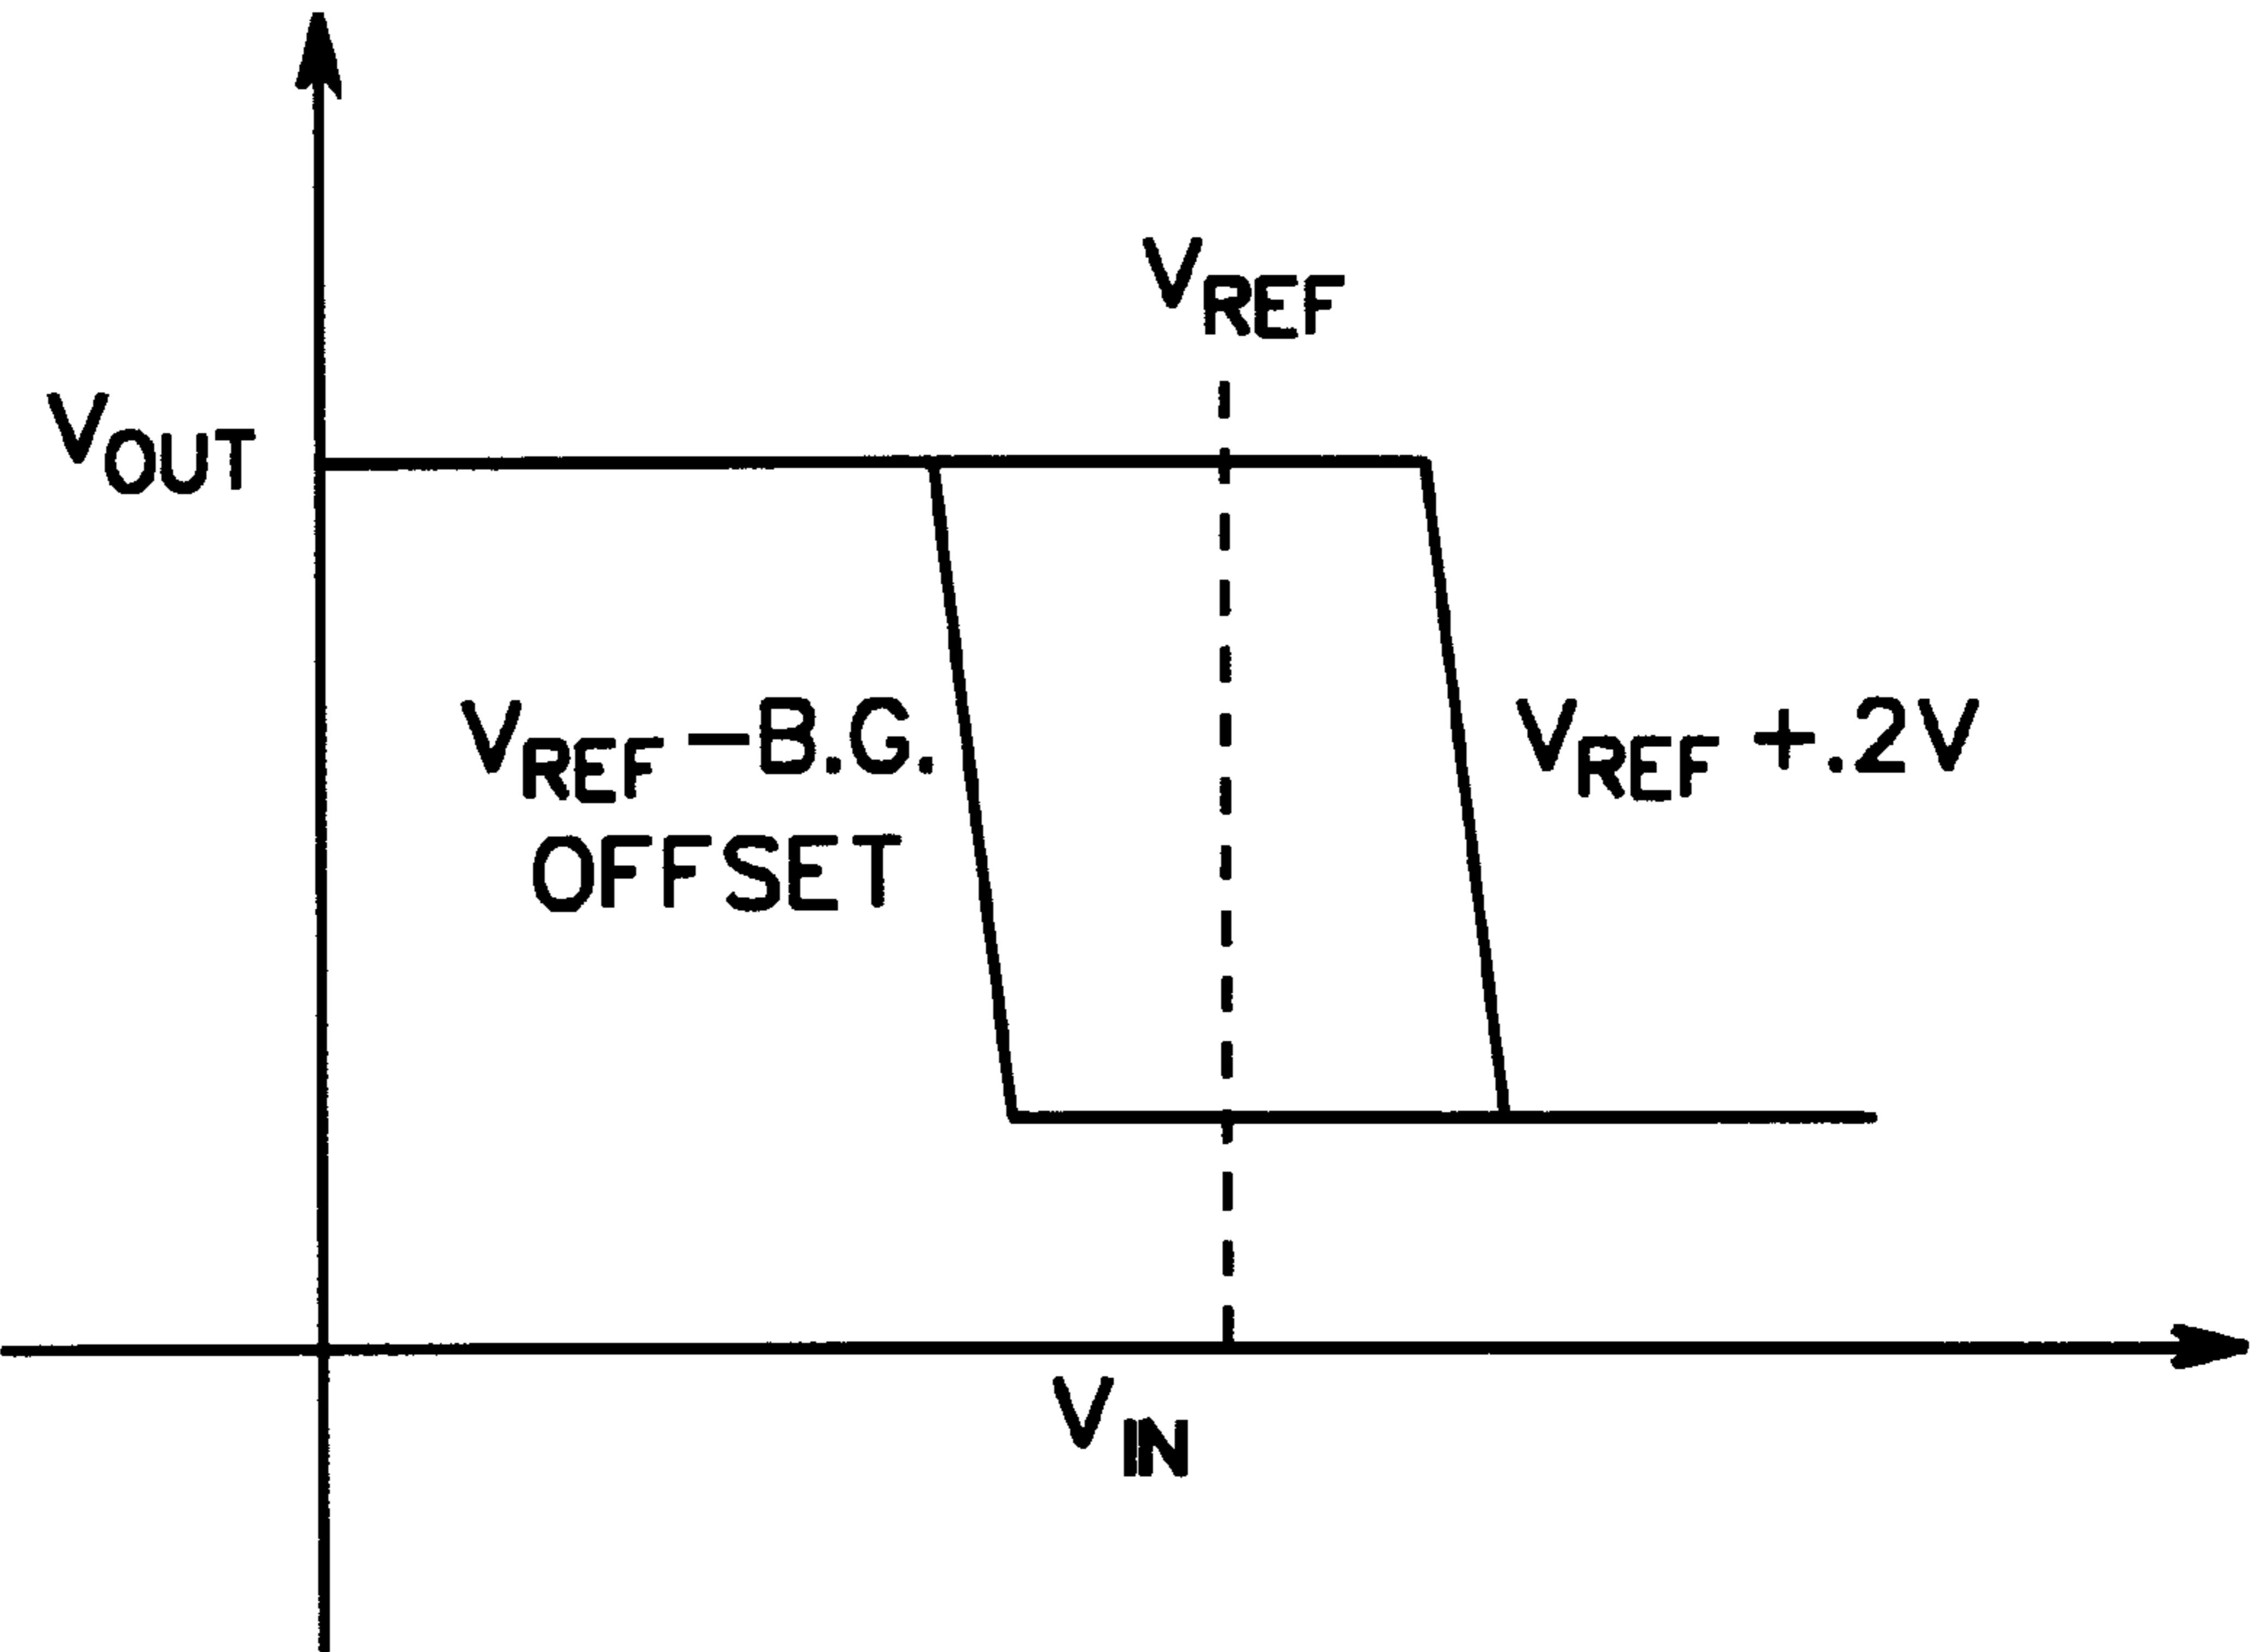 VREF
VOUT
VREF –B.G.
OFFSET
VREF +.2V
VIN